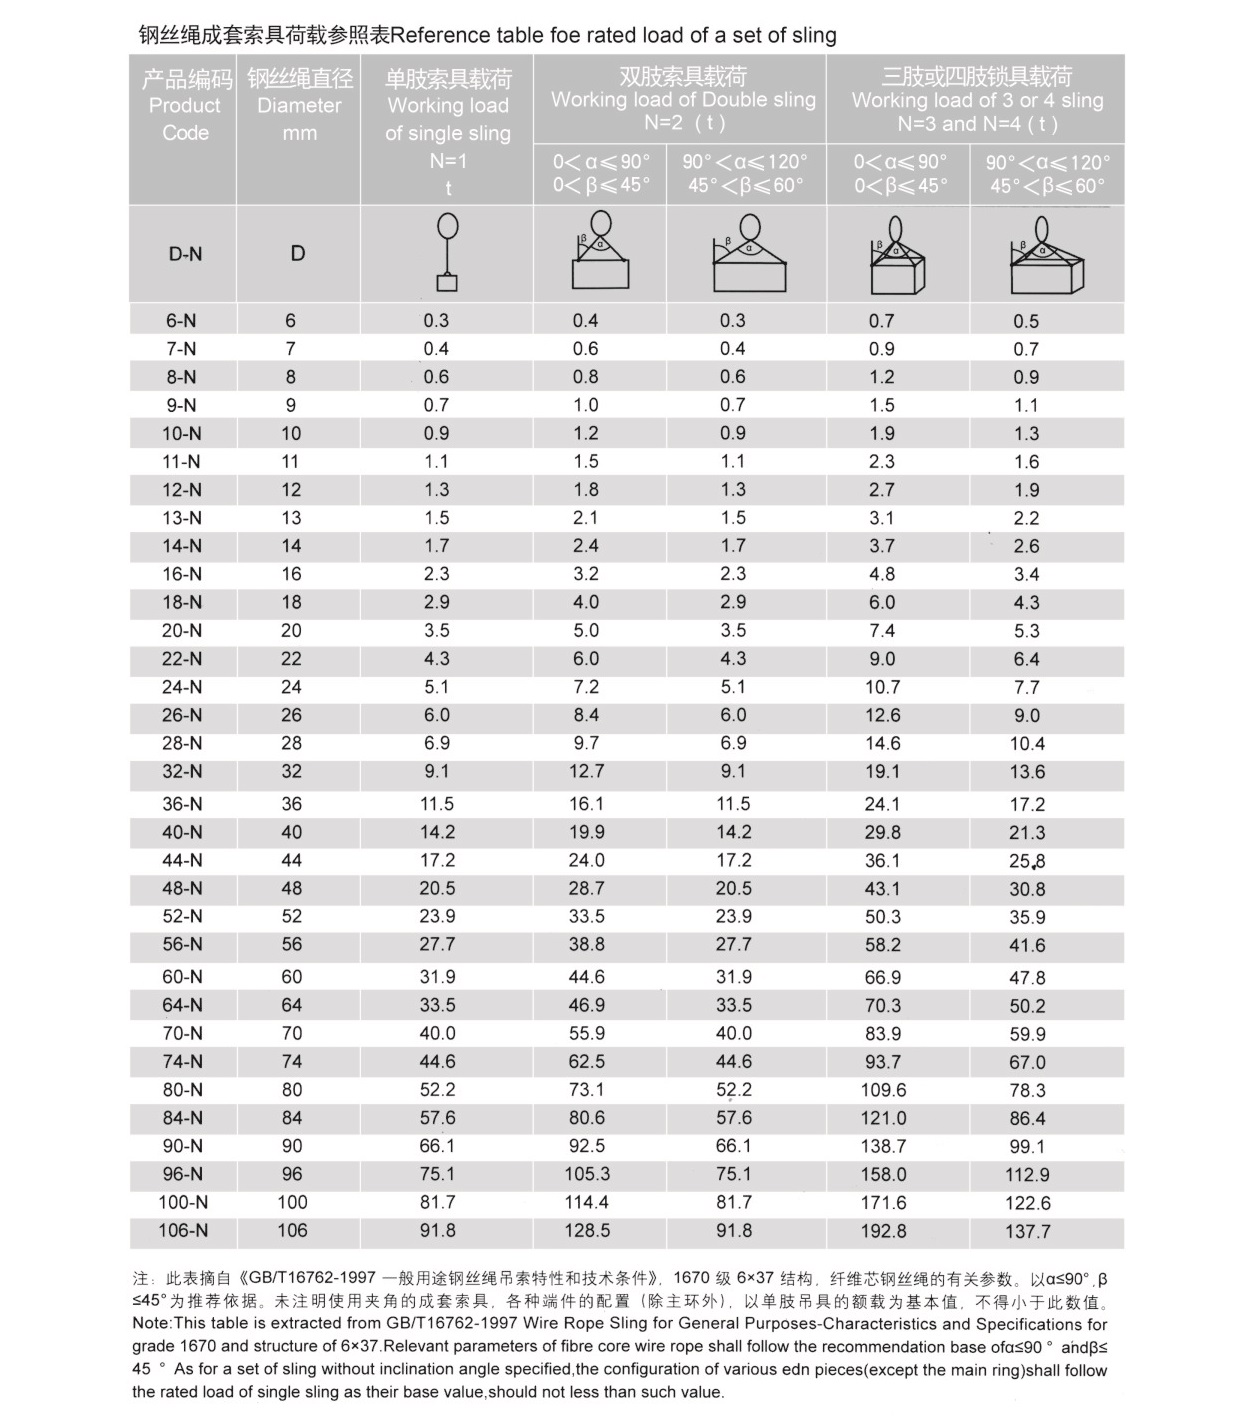 钢丝绳成套索具荷载参照表Reference table foe rated load of a set of sling
产品编码 Product Code
钢丝绳直径 Diameter mm
单肢索具载荷 Working load of single sling N=1 t
双肢索具载荷 Working load of Double sling N=2 (t)
三肢或四肢锁具载荷 Working load of 3 or 4 sling N=3 and N=4(t)
0<α≤90° 0<β≤45°
90°<α≤120° 45°<β≤60°
0<α≤90° 0<β≤45°
90°<α≤120° 45°<β≤60°
D-N D β α β α β α β α
6-N 6 0.3 0.4 0.3 0.7 0.5
7-N 7 0.4 0.6 0.4 0.9 0.7
8-N 8 0.6 0.8 0.6 1.2 0.9
9-N 9 0.7 1.0 0.7 1.5 1.1
10-N 10 0.9 1.2 0.9 1.9 1.3
11-N 11 1.1 1.5 1.1 2.3 1.6
12-N 12 1.3 1.8 1.3 2.7 1.9
13-N 13 1.5 2.1 1.5 3.1 2.2
14-N 14 1.7 2.4 1.7 3.7 2.6
16-N 16 2.3 3.2 2.3 4.8 3.4
18-N 18 2.9 4.0 2.9 6.0 4.3
20-N 20 3.5 5.0 3.5 7.4 5.3
22-N 22 4.3 6.0 4.3 9.0 6.4
24-N 24 5.1 7.2 5.1 10.7 7.7
26-N 26 6.0 8.4 6.0 12.6 9.0
28-N 28 6.9 9.7 6.9 14.6 10.4
32-N 32 9.1 12.7 9.1 19.1 13.6
36-N 36 11.5 16.1 11.5 24.1 17.2
40-N 40 14.2 19.9 14.2 29.8 21.3
44-N 44 17.2 24.0 17.2 36.1 25.8
48-N 48 20.5 28.7 20.5 43.1 30.8
52-N 52 23.9 33.5 23.9 50.3 35.9
56-N 56 27.7 38.8 27.7 58.2 41.6
60-N 60 31.9 44.6 31.9 66.9 47.8
64-N 64 33.5 46.9 33.5 70.3 50.2
70-N 70 40.0 55.9 40.0 83.9 59.9
74-N 74 44.6 62.5 44.6 93.7 67.0
80-N 80 52.2 73.1 52.2 109.6 78.3
84-N 84 57.6 80.6 57.6 121.0 86.4
90-N 90 66.1 92.5 66.1 138.7 99.1
96-N 96 75.1 105.3 75.1 158.0 112.9
100-N 100 81.7 114.4 81.7 171.6 122.6
106-N 106 91.8 128.5 91.8 192.8 137.7
注：此表摘自《GB/T16762-1997 一般用途钢丝绳吊索特性和技术条件》，1670 级 6×37 结构，纤维芯钢丝绳的有关参数。以α≤90°,β
≤45°为推荐依据。未注明使用夹角的成套索具，各种端件的配置（除主环外），以单肢吊具的额载为基本值，不得小于此数值。
Note:This table is extracted from GB/T16762-1997 Wire Rope Sling for General Purposes-Characteristics and Specifications for
grade 1670 and structure of 6×37.Relevant parameters of fibre core wire rope shall follow the recommendation base ofα≤90 ° andβ≤
45 ° As for a set of sling without inclination angle specified,the configuration of various edn pieces(except the main ring)shall follow
the rated load of single sling as their base value,should not less than such value.